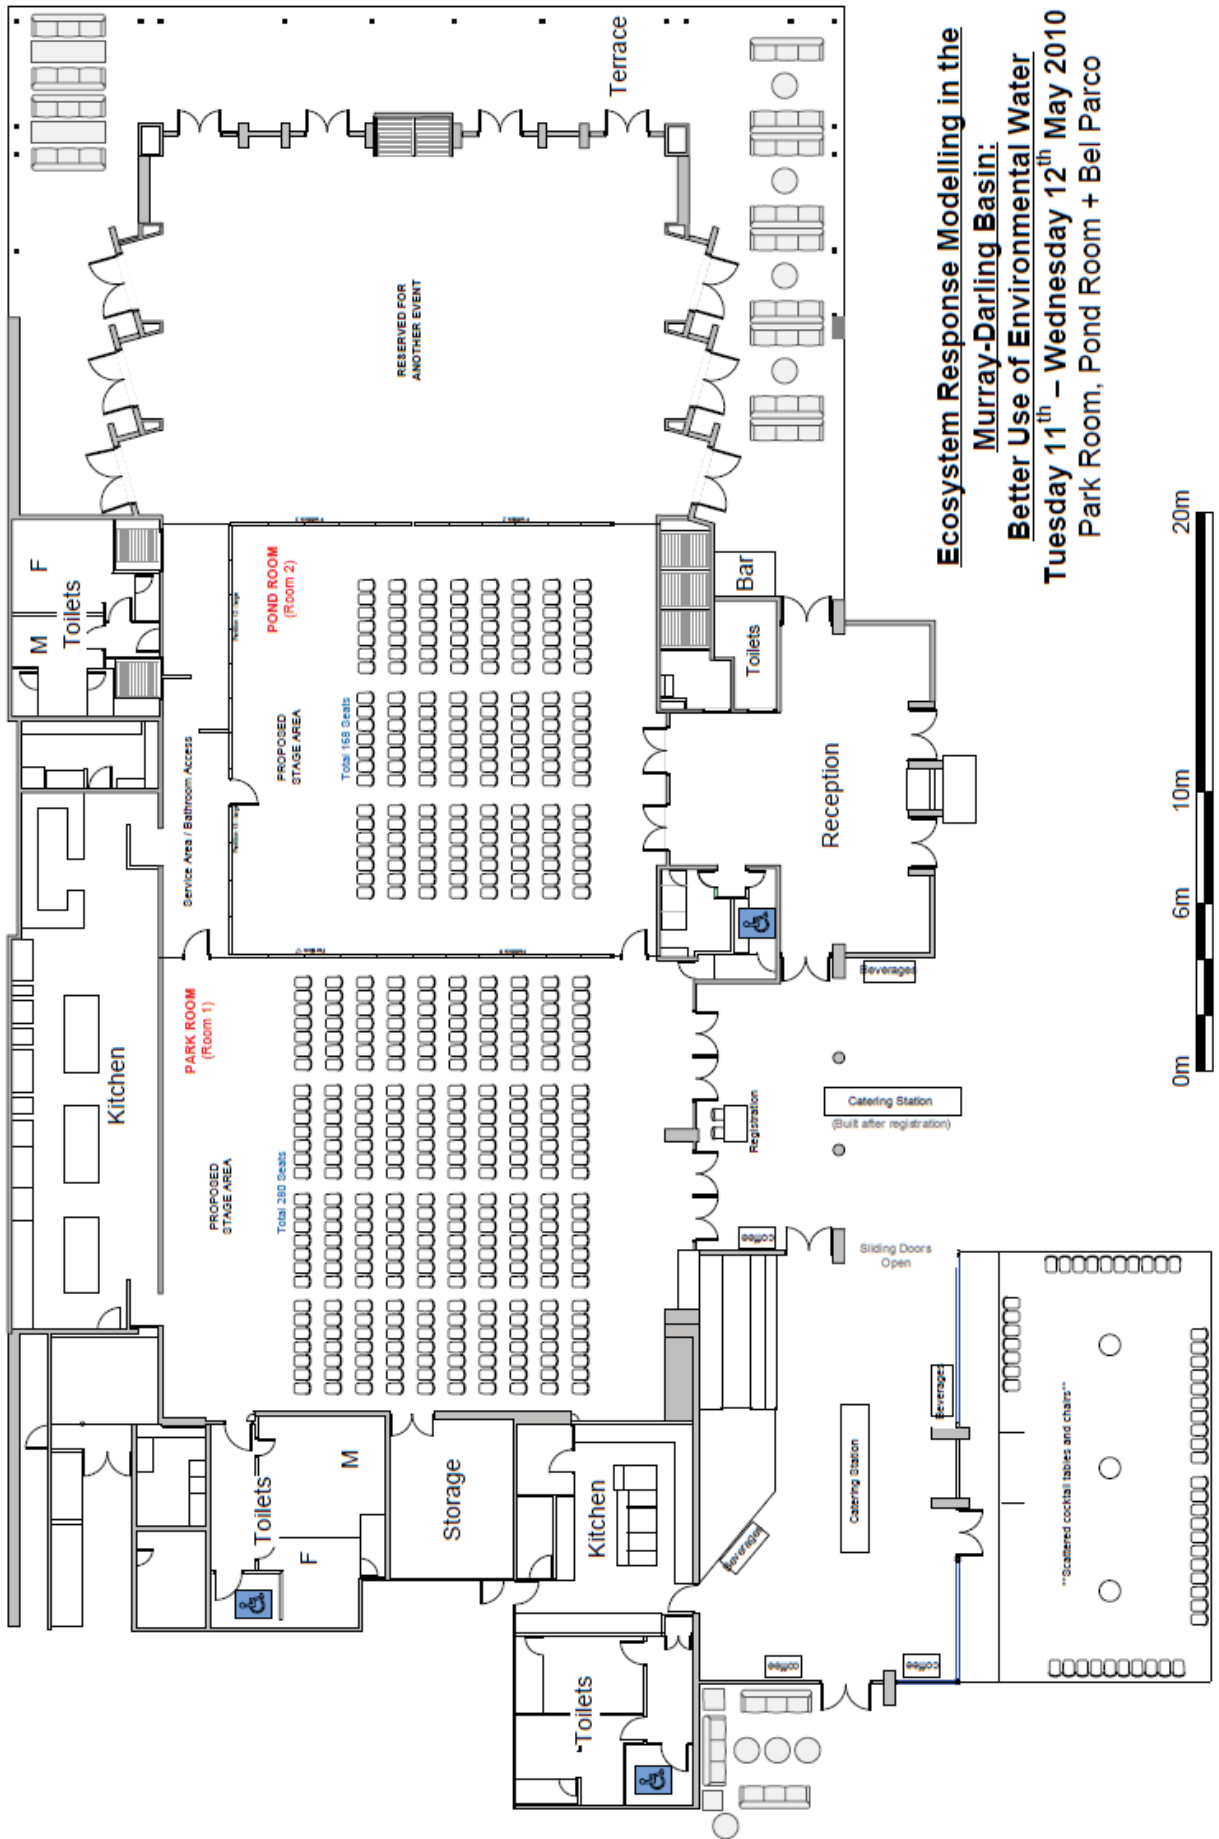 Ecosystem Response Modelling in the
Murray-Darling Basin:
Better Use of Environmental Water
Tuesday 11th – Wednesday 12th May 2010
Park Room, Pond Room + Bel Parco
Terrace
RESERVED FOR
ANOTHER EVENT
F
M
Toilets
Service Area / Bathroom Access
POND ROOM
(Room 2)
PROPOSED
STAGE AREA
Total 168 Seats
Bar
Toilets
Reception
Kitchen
PARK ROOM
(Room 1)
PROPOSED
STAGE AREA
Total 280 Seats
Beverages
Registration
Catering Station
(Built after registration)
coffee
Sliding Doors
Open
Toilets
M
F
Storage
Kitchen
Beverages
Catering Station
Beverages
**Scattered cocktail tables and chairs**
coffee
coffee
Toilets
0m
6m
10m
20m